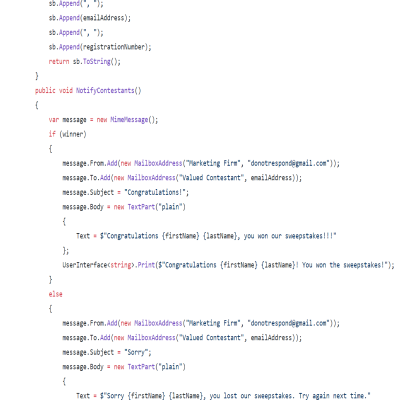 sb.Append(", ");
sb.Append(emailAddress);
sb.Append(", ");
sb.Append(registrationNumber);
return sb.ToString();
}
public void NotifyContestants()
{
var message = new MimeMessage();
if (winner)
{
message.From.Add(new MailboxAddress("Marketing Firm", "donotrespond@gmail.com"));
message.To.Add(new MailboxAddress("Valued Contestant", emailAddress));
message.Subject = "Congratulations!";
message.Body = new TextPart("plain")
{
Text = $"Congratulations {firstName} {lastName}, you won our sweepstakes!!!"
};
UserInterface<string>.Print($"Congratulations {firstName} {lastName}! You won the sweepstakes!");
}
else
{
message.From.Add(new MailboxAddress("Marketing Firm", "donotrespond@gmail.com"));
message.To.Add(new MailboxAddress("Valued Contestant", emailAddress));
message.Subject = "Sorry";
message.Body = new TextPart("plain")
{
Text = $"Sorry {firstName} {lastName}, you lost our sweepstakes. Try again next time."